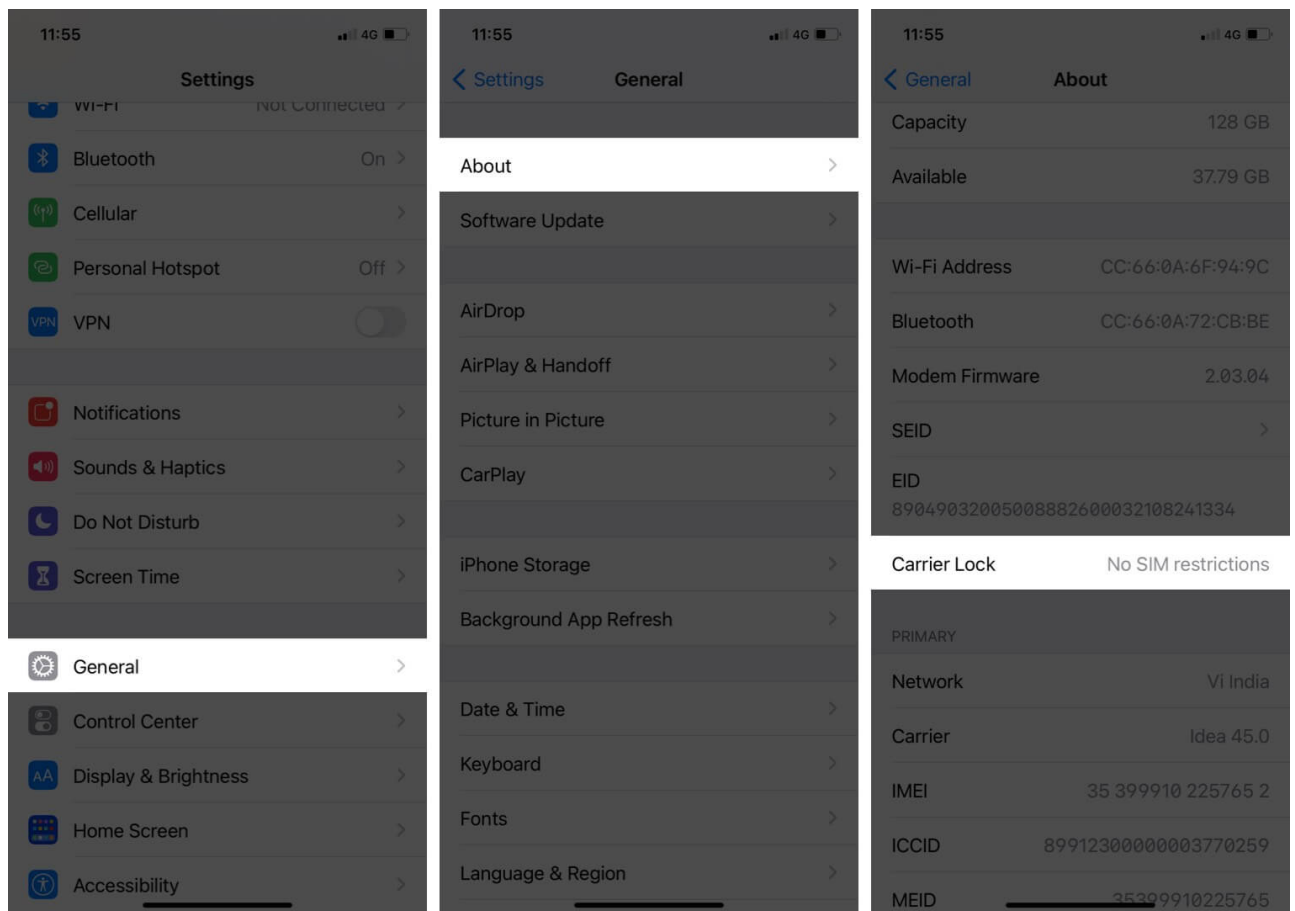 11:55
4G
Settings
Wi-Fi Not Connected
Bluetooth On
Cellular
Personal Hotspot Off
VPN VPN
Notifications
Sounds & Haptics
Do Not Disturb
Screen Time
General
Control Center
AA Display & Brightness
Home Screen
Accessibility
11:55
4G
Settings General
About
Software Update
AirDrop
AirPlay & Handoff
Picture in Picture
CarPlay
iPhone Storage
Background App Refresh
Date & Time
Keyboard
Fonts
Language & Region
11:55
4G
General About
Capacity 128 GB
Available 37.79 GB
Wi-Fi Address CC:66:0A:6F:94:9C
Bluetooth CC:66:0A:72:CB:BE
Modem Firmware 2.03.04
SEID
EID
89049032005008882600032108241334
Carrier Lock No SIM restrictions
PRIMARY
Network Vi India
Carrier Idea 45.0
IMEI 35 399910 225765 2
ICCID 89912300000003770259
MEID 35399910225765